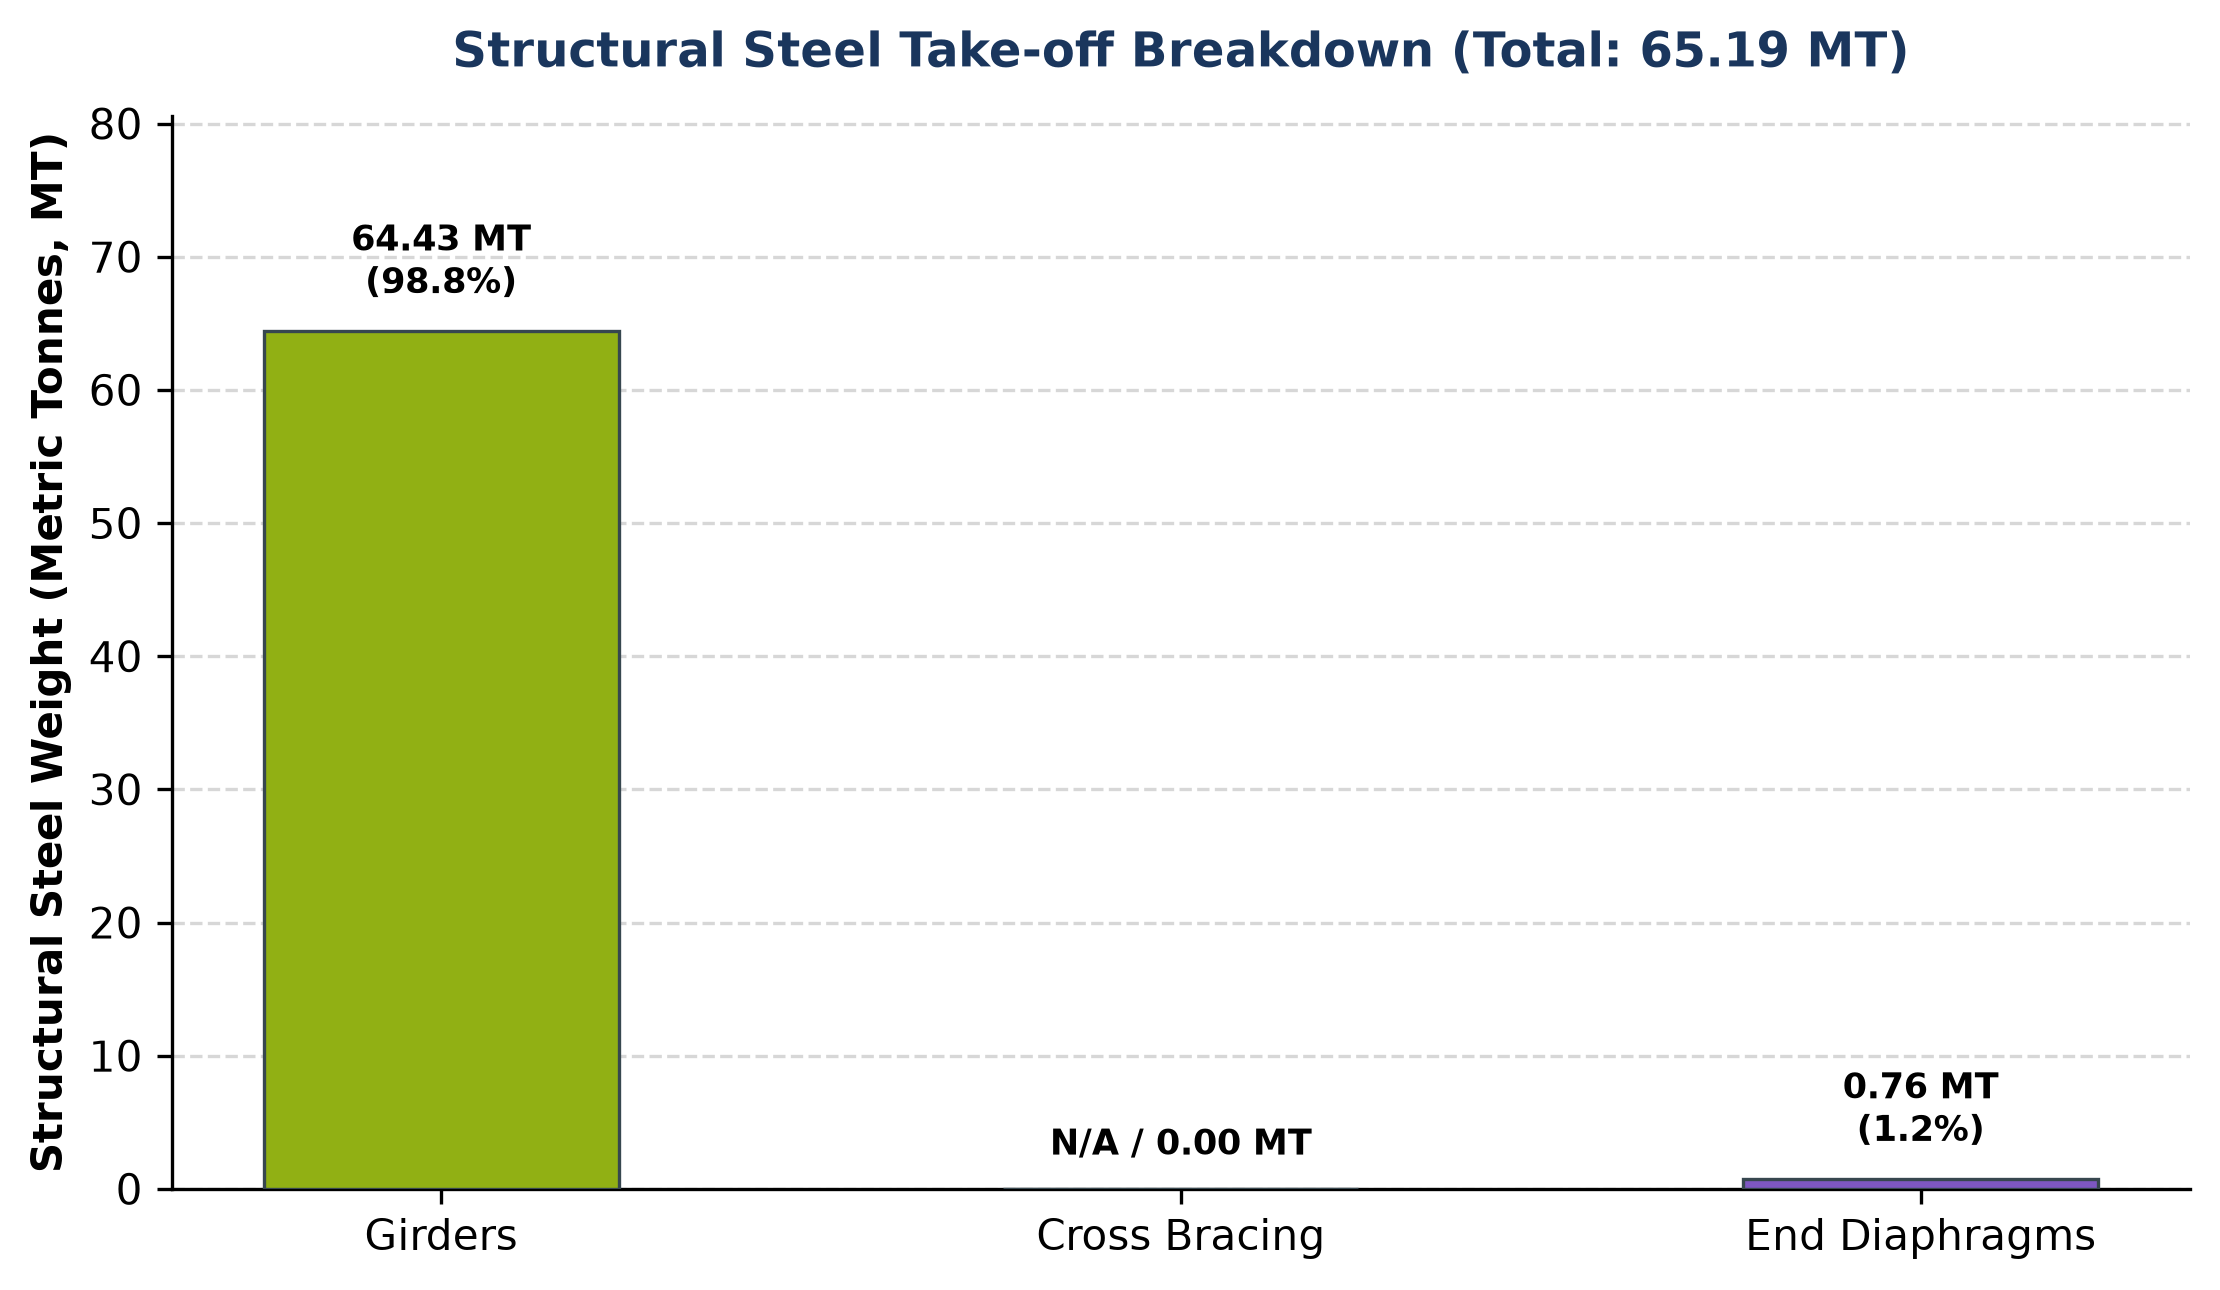 Structural Steel Take-off Breakdown (Total: 65.19 MT)
Structural Steel Weight (Metric Tonnes, MT)
80
70
60
50
40
30
20
10
0
64.43 MT
(98.8%)
N/A / 0.00 MT
0.76 MT
(1.2%)
Girders
Cross Bracing
End Diaphragms